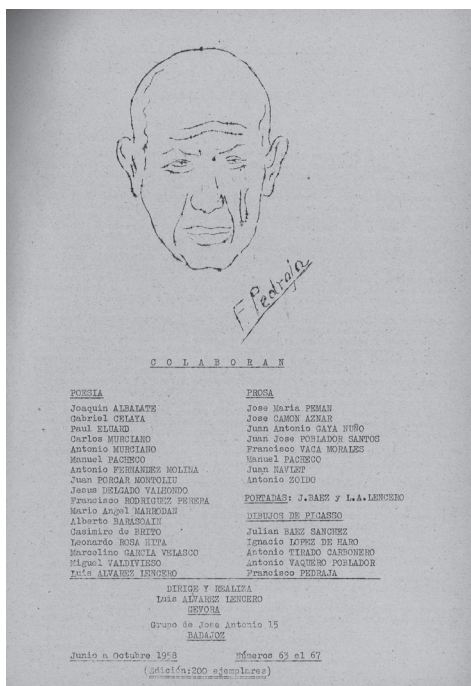 F. Pedraja
COLABORAN
POESIA
Joaquin ALBALATE
Gabriel CELAYA
Paul ELUARD
Carlos MURCIANO
Antonio MURCIANO
Manuel PACHECO
Antonio FERNANDEZ MOLINA
Juan PORCAR MONTOLIU
Jesus DELGADO VALHONDO
Francisco RODRIGUEZ PERERA
Mario Angel MARRODAN
Alberto BARASOAIN
Casimiro de BRITO
Leonardo ROSA HITA
Marcelino GARCIA VELASCO
Miguel VALDIVIESO
Luis ALVAREZ LENCERO
PROSA
Jose Maria PEMAN
Jose CAMON AZNAR
Juan Antonio GAYA NUÑO
Juan Jose POBLADOR SANTOS
Francisco VACA MORALES
Manuel PACHECO
Juan NAVLET
Antonio ZOIDO
PORTADAS: J.BAEZ y L.A.LENCERO
DIBUJOS DE PICASSO
Julian BAEZ SANCHEZ
Ignacio LOPEZ DE HARO
Antonio TIRADO CARBONERO
Antonio VAQUERO POBLADOR
Francisco PEDRAJA
DIRIGE Y REALIZA
Luis ALVAREZ LENCERO
GEVORA
Grupo de Jose Antonio 15
BADAJOZ
Junio a Octubre 1958 Números 63 al 67
(Edición:200 ejemplares)